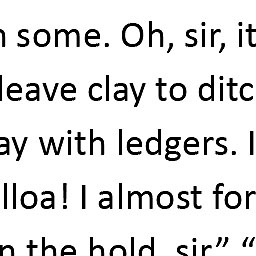 some. Oh, sir, it
leave clay to ditc
ay with ledgers. I
lloa! I almost for
n the hold, sir” “